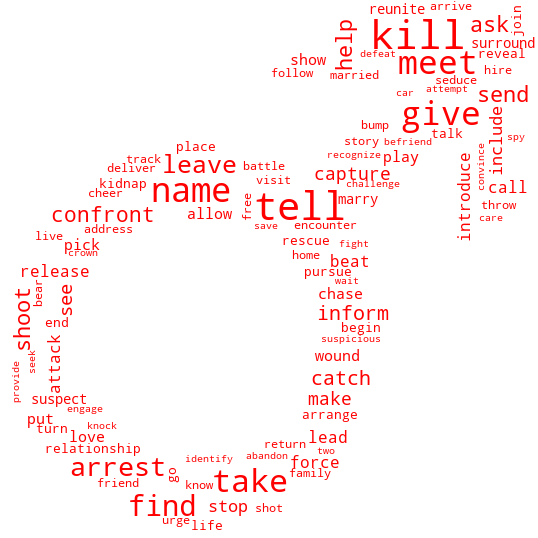 reunite
arrive
kill
ask
join
help
defeat
meet
surround
show
reveal
follow
married
seduce
hire
car
attempt
send
give
include
spy
bump
talk
place
story
befriend
track
leave
battle
recognize
play
convince
deliver
capture
introduce
kidnap
name
visit
challenge
call
cheer
free
tell
marry
throw
confront
allow
save
encounter
care
address
live
pick
crown
rescue
fight
home
beat
release
pursue
wait
bear
see
chase
shoot
end
inform
begin
attack
suspicious
seek
wound
provide
catch
suspect
make
engage
arrange
put
turn
knock
love
lead
relationship
return
two
arrest
go
identify
abandon
force
friend
know
take
family
find
stop
shot
urge
life